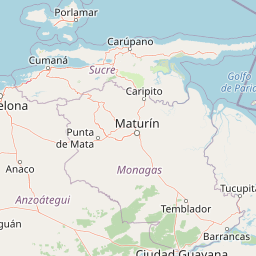 Porlamar
Carúpano
Cumaná
Sucre
Golfo
de Paria
Caripito
elona
Maturín
Punta
de Mata
Anaco
Monagas
Tucupita
Anzoátegui
Temblador
guán
Barrancas
Ciudad Guayana